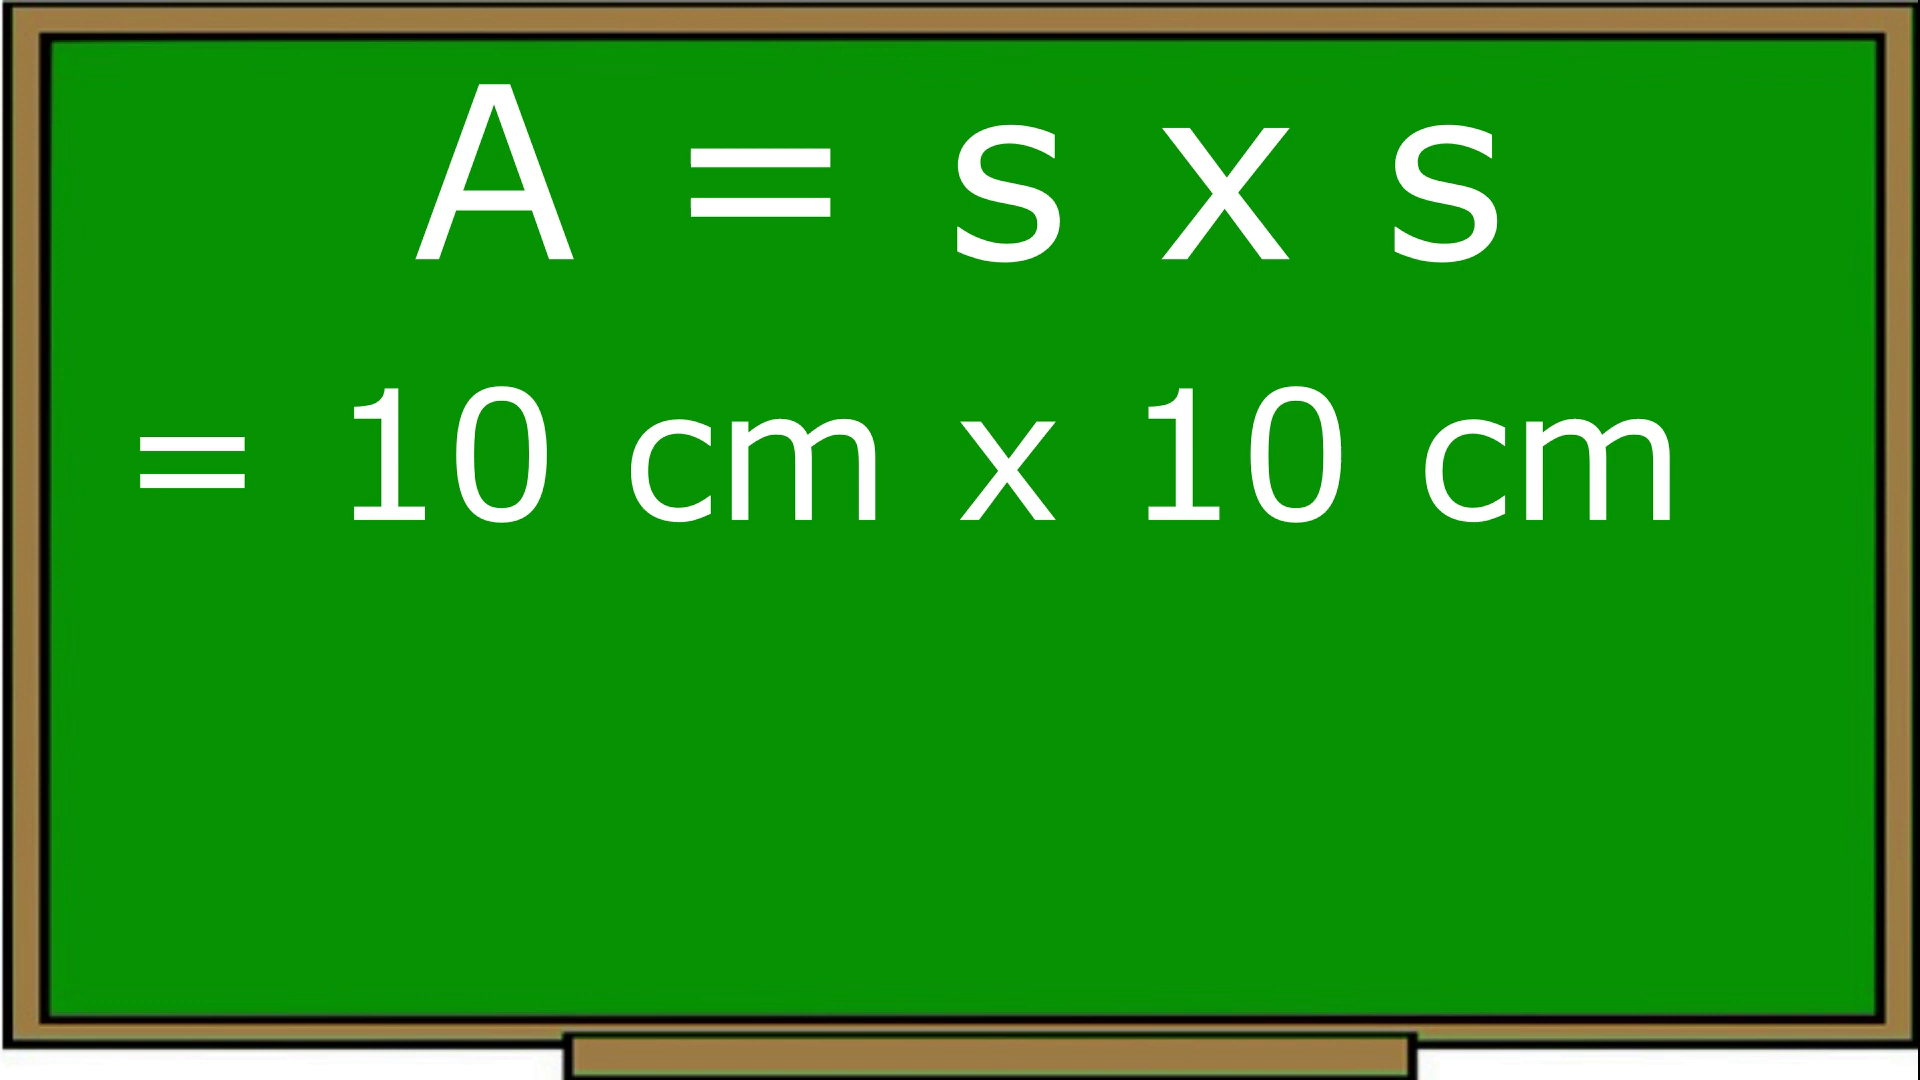 A = s x s
= 10 cm x 10 cm